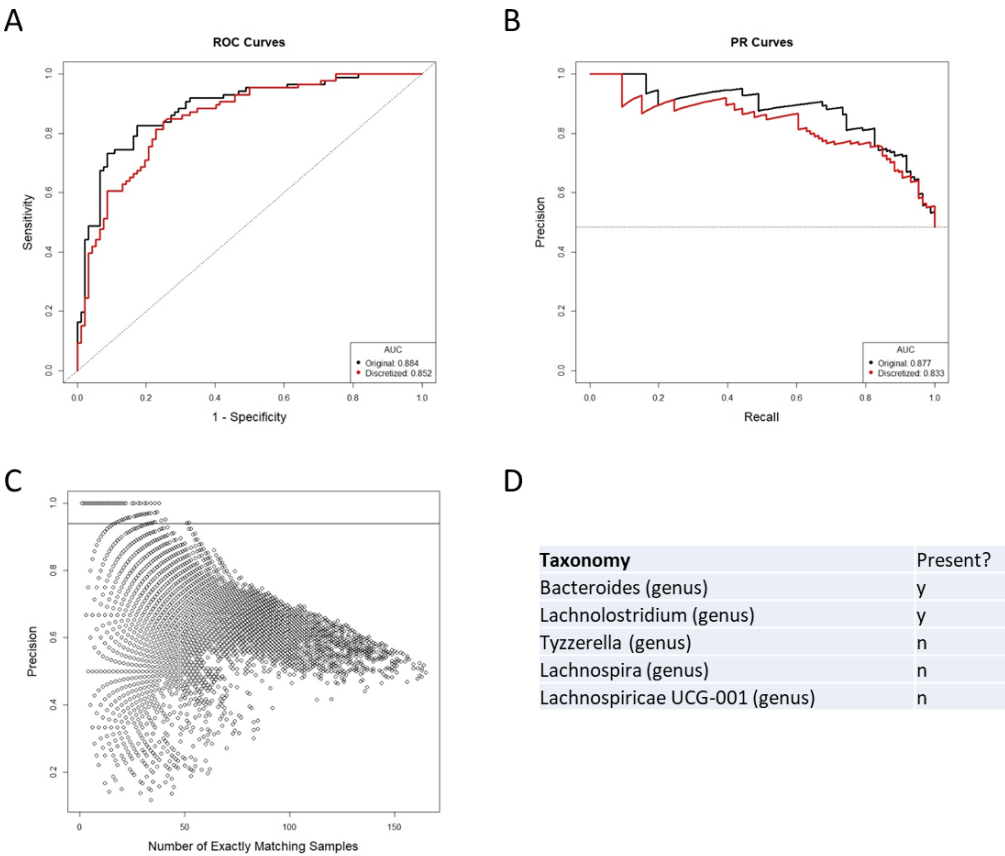 A
ROC Curves
Sensitivity
1.0
0.8
0.6
0.4
0.2
0.0
0.0 0.2 0.4 0.6 0.8 1.0
1 - Specificity
AUC
Original: 0.884
Discretized: 0.852
B
PR Curves
Precision
1.0
0.8
0.6
0.4
0.2
0.0
0.0 0.2 0.4 0.6 0.8 1.0
Recall
AUC
Original: 0.877
Discretized: 0.833
C
Precision
1.0
0.8
0.6
0.4
0.2
0 50 100 150
Number of Exactly Matching Samples
D
Taxonomy Present?
Bacteroides (genus) y
Lachnolostridium (genus) y
Tyzzerella (genus) n
Lachnospira (genus) n
Lachnospiricae UCG-001 (genus) n